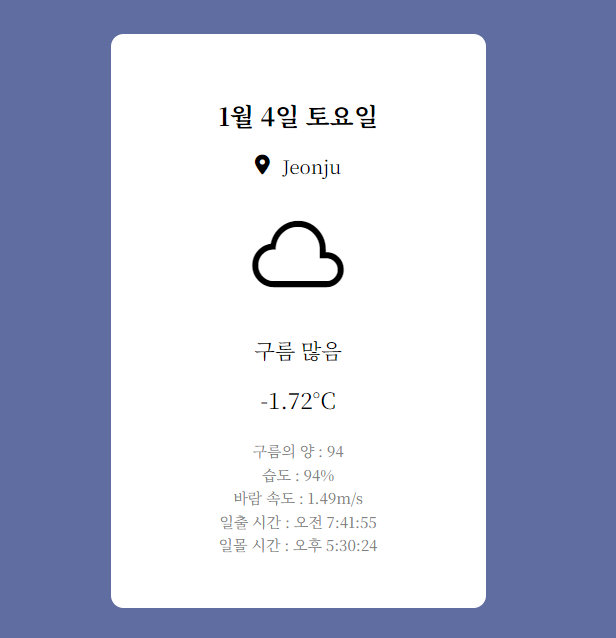 1월 4일 토요일
Jeonju
구름 많음
-1.72°C
구름의 양 : 94
습도 : 94%
바람 속도 : 1.49m/s
일출 시간 : 오전 7:41:55
일몰 시간 : 오후 5:30:24